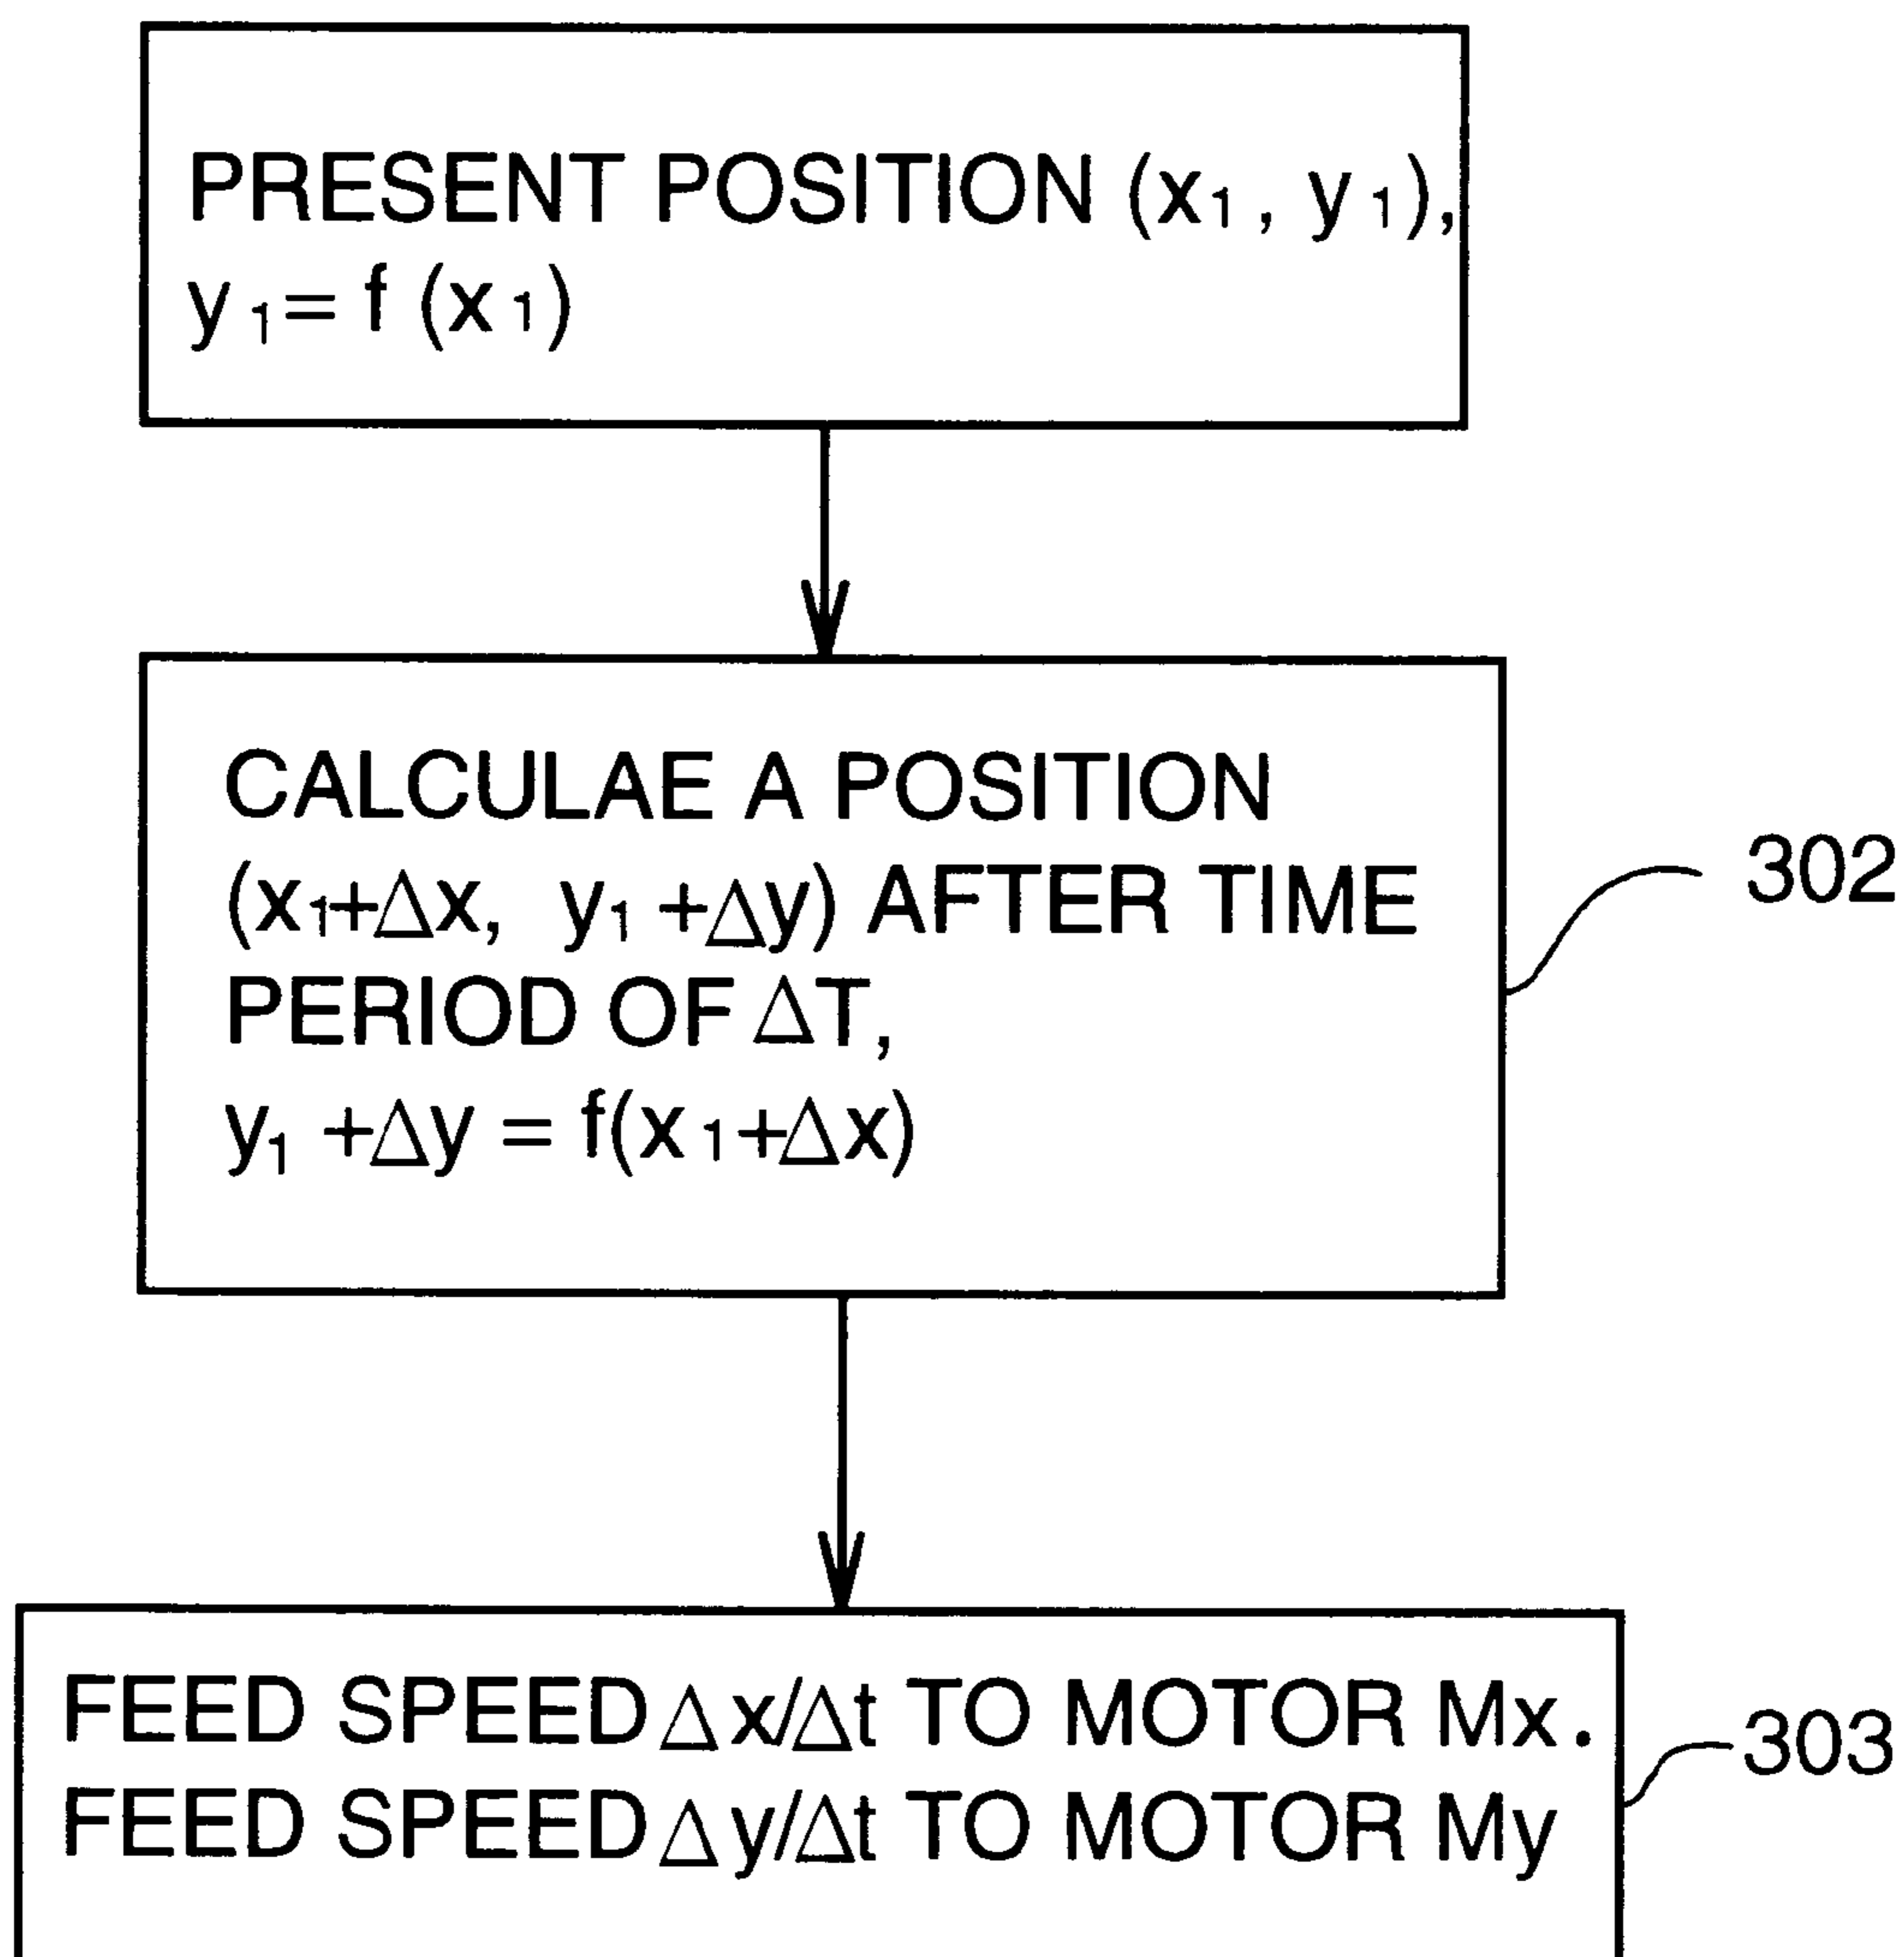 PRESENT POSITION (x₁, y₁),
y₁ = f (x₁)
CALCULAE A POSITION
(x₁+Δx, y₁+Δy) AFTER TIME
PERIOD OF ΔT,
y₁ +Δy = f(x₁+Δx)
302
FEED SPEED Δx/Δt TO MOTOR Mx.
FEED SPEED Δy/Δt TO MOTOR My
303